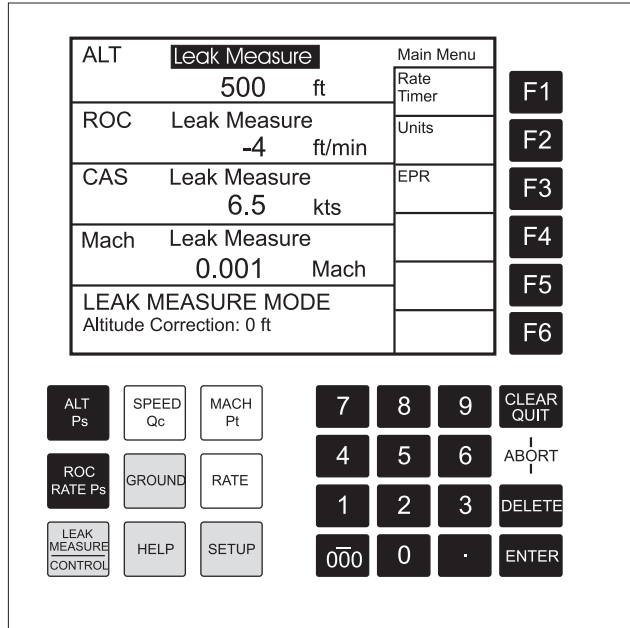 ALT Leak Measure Main Menu
500 ft
Rate
Timer
F1
ROC Leak Measure
-4 ft/min
Units
F2
CAS Leak Measure
6.5 kts
EPR
F3
Mach Leak Measure
0.001 Mach
F4
F5
LEAK MEASURE MODE
Altitude Correction: 0 ft
F6
ALT
Ps
SPEED
Qc
MACH
Pt
7 8 9
CLEAR
QUIT
ROC
RATE Ps
GROUND
RATE
4 5 6
ABORT
LEAK
MEASURE
CONTROL
HELP
SETUP
1 2 3
DELETE
000 0 .
ENTER